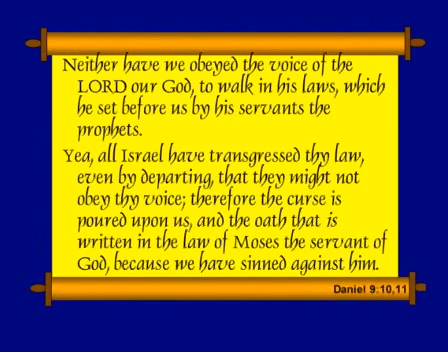 Neither have we obeyed the voice of the
LORD our God, to walk in his laws, which
he set before us by his servants the
prophets.
Yea, all Israel have transgressed thy law,
even by departing, that they might not
obey thy voice; therefore the curse is
poured upon us, and the oath that is
written in the law of Moses the servant of
God, because we have sinned against him.
Daniel 9:10,11